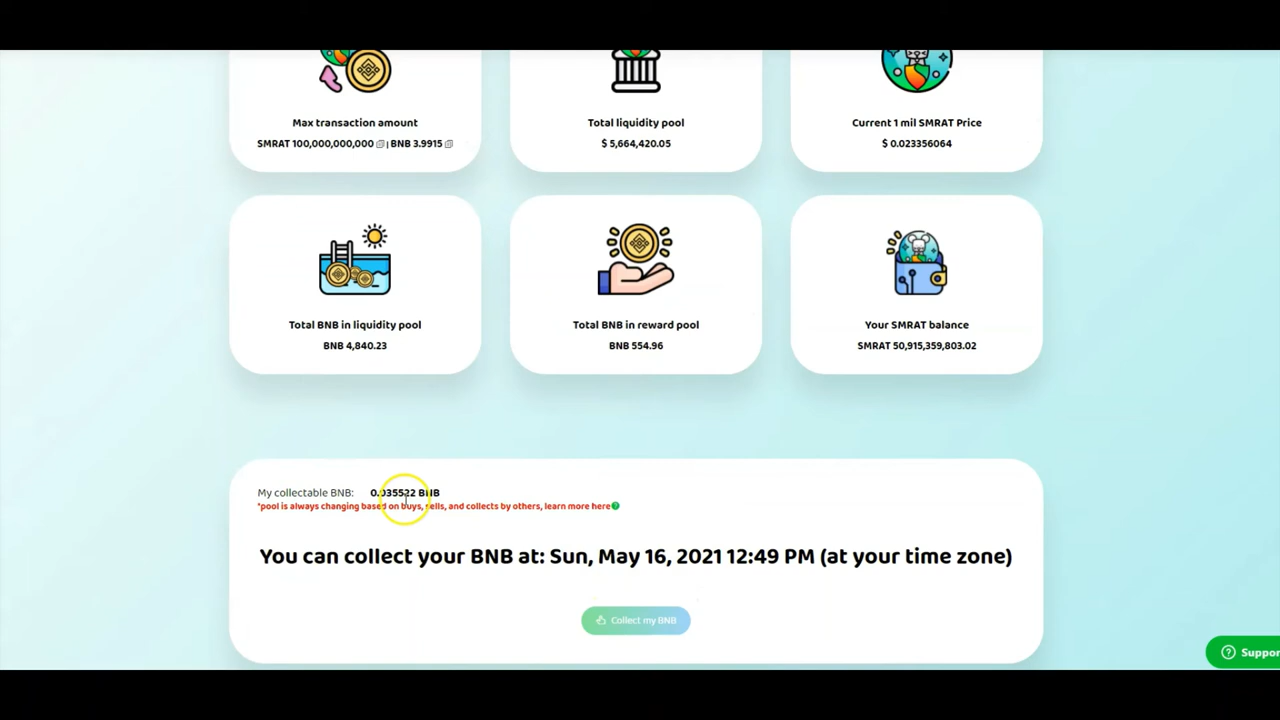 Max transaction amount
SMRAT 100,000,000,000 | BNB 3.9915
Total liquidity pool
$ 5,664,420.05
Current 1 mil SMRAT Price
$ 0.023356064
Total BNB in liquidity pool
BNB 4,840.23
Total BNB in reward pool
BNB 554.96
Your SMRAT balance
SMRAT 50,915,359,803.02
My collectable BNB: 0.035522 BNB
*pool is always changing based on buys, sells, and collects by others, learn more here
You can collect your BNB at: Sun, May 16, 2021 12:49 PM (at your time zone)
Collect my BNB
Suppor